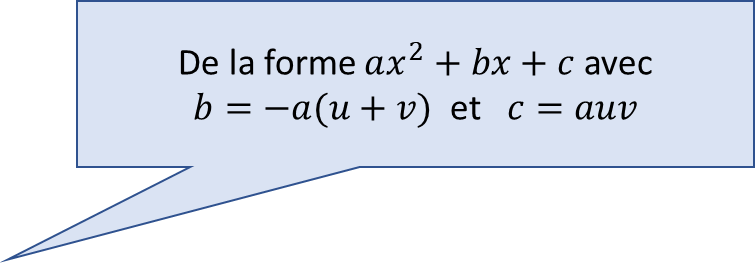 De la forme 𝑎𝑥² + 𝑏𝑥 + 𝑐 avec
𝑏 = −𝑎(𝑢 + 𝑣) et 𝑐 = 𝑎𝑢𝑣